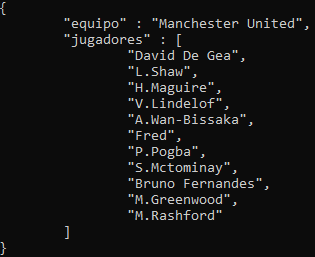 {
"equipo" : "Manchester United",
"jugadores" : [
"David De Gea",
"L.Shaw",
"H.Maguire",
"V.Lindelof",
"A.Wan-Bissaka",
"Fred",
"P.Pogba",
"S.Mctominay",
"Bruno Fernandes",
"M.Greenwood",
"M.Rashford"
]
}